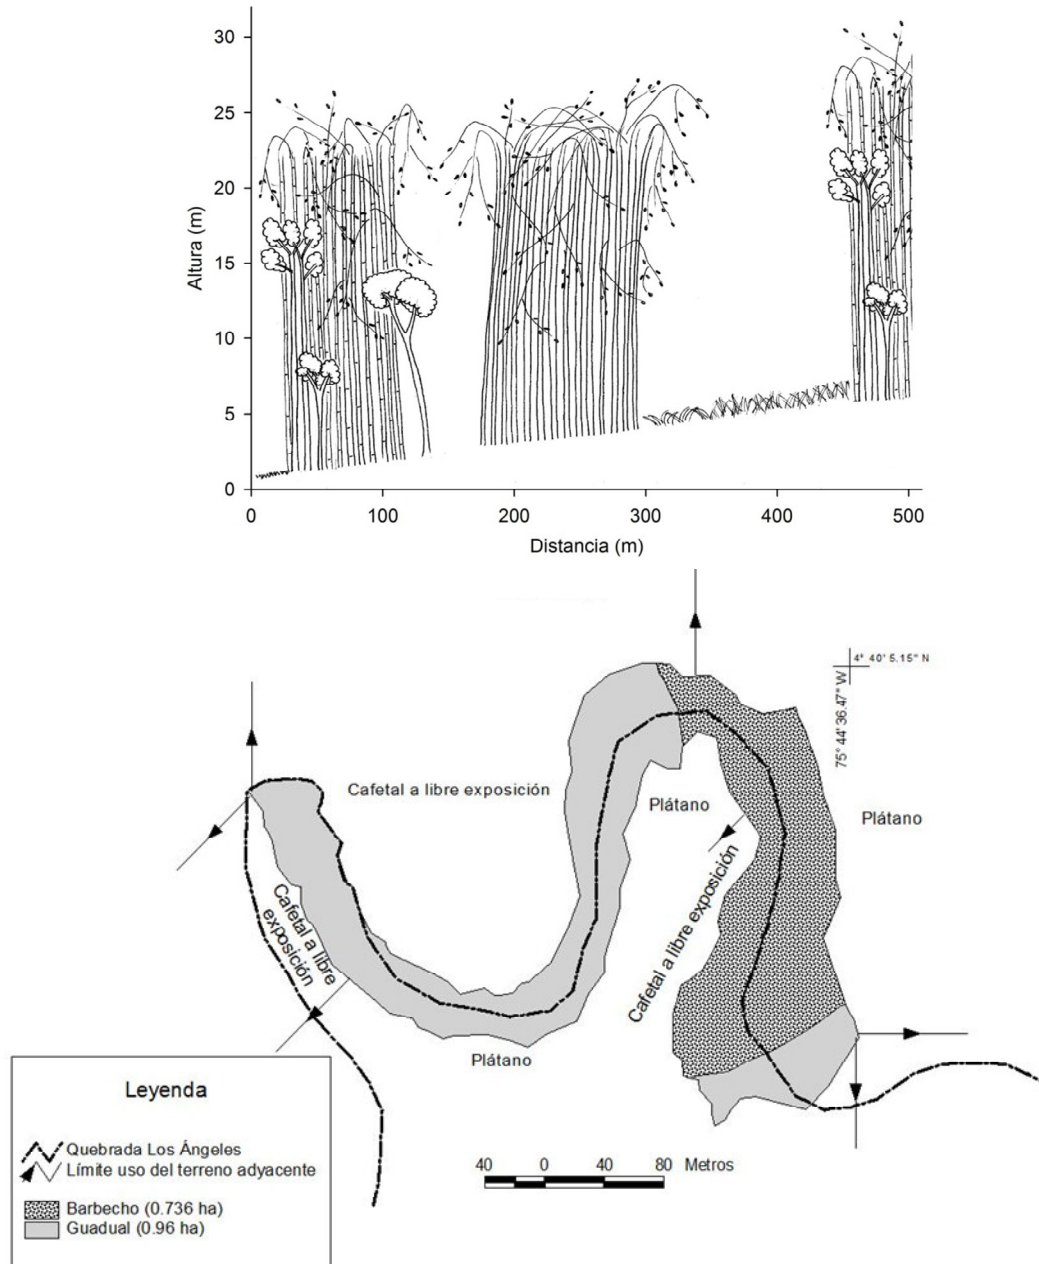 30
25
20
15
10
5
0
Altura (m)
0 100 200 300 400 500
Distancia (m)
4° 40' 5.15" N
75° 44' 36.47" W
Cafetal a libre exposición
Plátano
Plátano
Cafetal a libre
exposición
Cafetal a libre exposición
Plátano
Leyenda
Quebrada Los Ángeles
Límite uso del terreno adyacente
Barbecho (0.736 ha)
Guadual (0.96 ha)
40 0 40 80 Metros